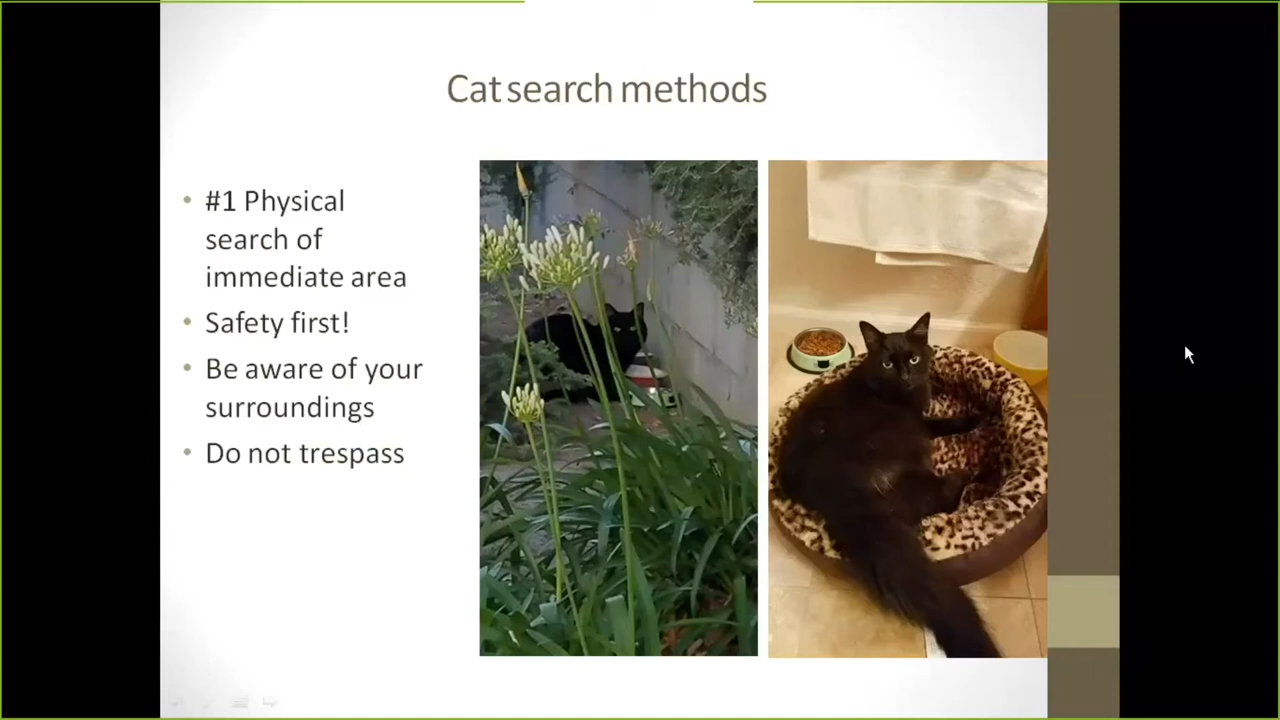 Cat search methods
• #1 Physical
search of
immediate area
• Safety first!
• Be aware of your
surroundings
• Do not trespass